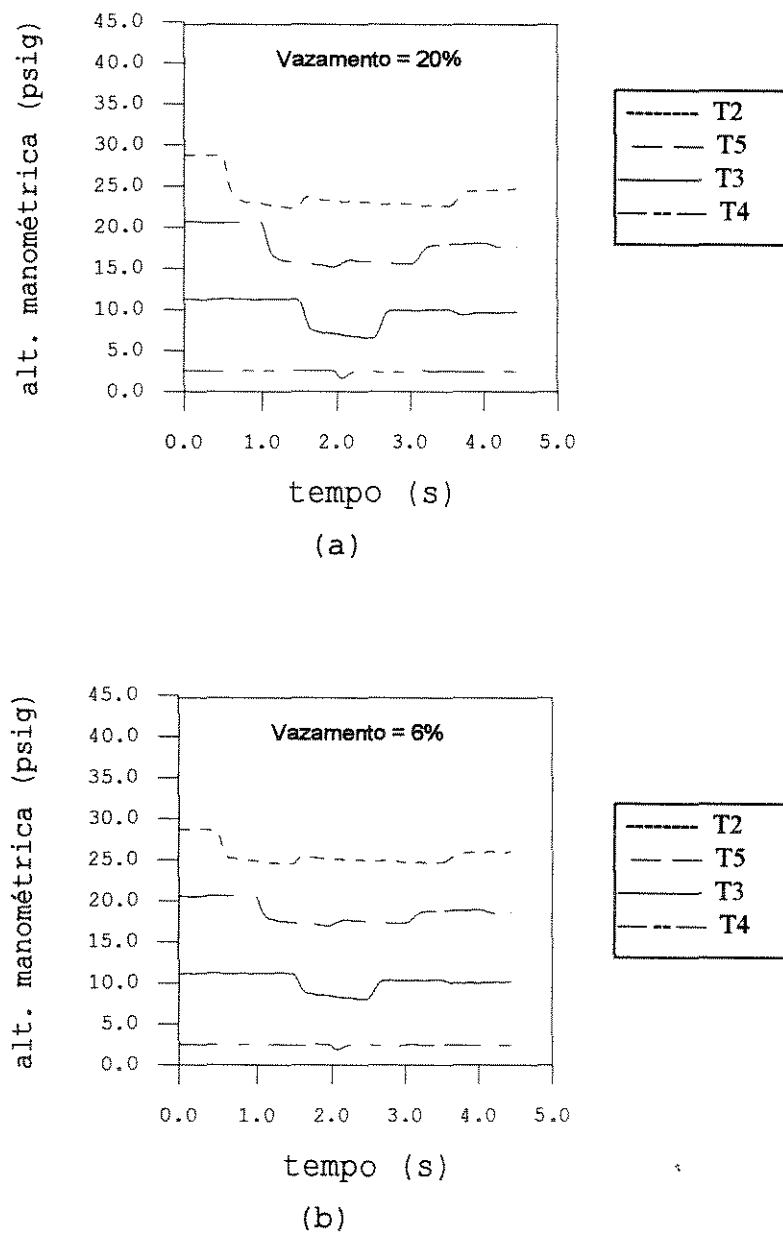 alt. manométrica (psig)
45.0
40.0
35.0
30.0
25.0
20.0
15.0
10.0
5.0
0.0
Vazamento = 20%
0.0 1.0 2.0 3.0 4.0 5.0
tempo (s)
(a)
T2
T5
T3
T4
alt. manométrica (psig)
45.0
40.0
35.0
30.0
25.0
20.0
15.0
10.0
5.0
0.0
Vazamento = 6%
0.0 1.0 2.0 3.0 4.0 5.0
tempo (s)
(b)
T2
T5
T3
T4